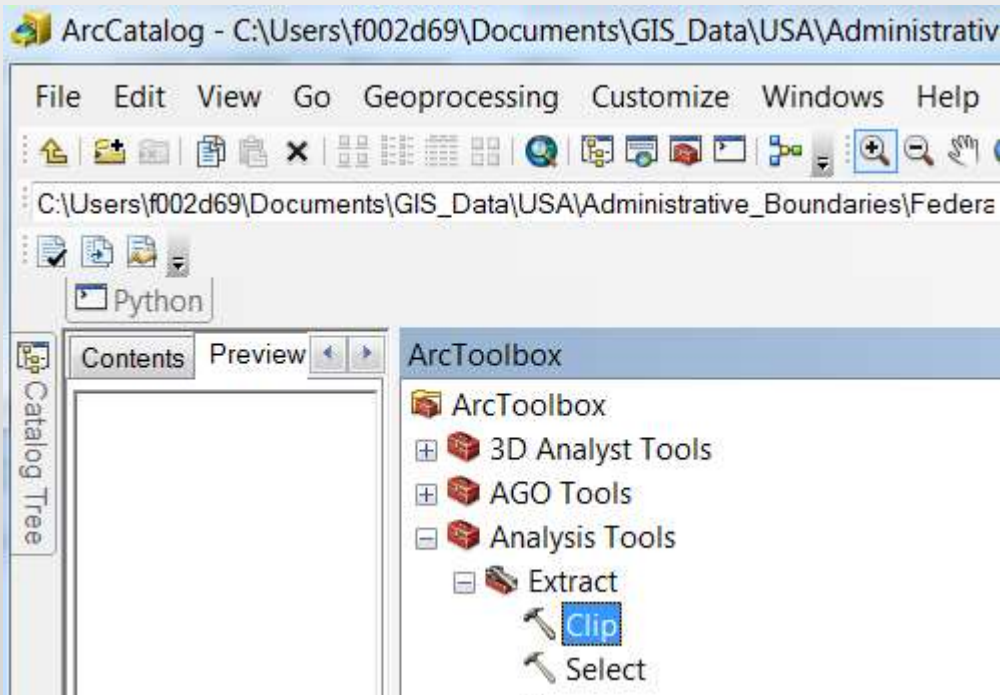 ArcCatalog - C:\Users\f002d69\Documents\GIS_Data\USA\Administrativ
File Edit View Go Geoprocessing Customize Windows Help
C:\Users\f002d69\Documents\GIS_Data\USA\Administrative_Boundaries\Federa
Python
Catalog Tree
Contents Preview
ArcToolbox
ArcToolbox
3D Analyst Tools
AGO Tools
Analysis Tools
Extract
Clip
Select